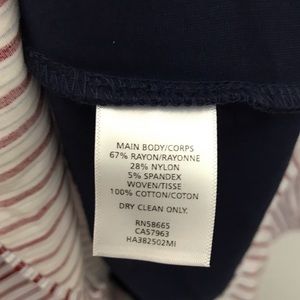 MAIN BODY/CORPS
67% RAYON/RAYONNE
28% NYLON
5% SPANDEX
WOVEN/TISSE
100% COTTON/COTON
DRY CLEAN ONLY.
RN58665
CA57963
HA382502MI